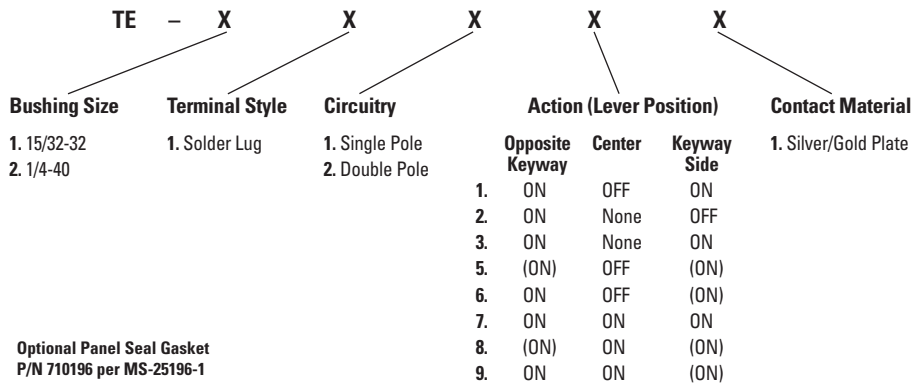 TE – X X X X X
Bushing Size Terminal Style Circuitry Action (Lever Position) Contact Material
1. 15/32-32 1. Solder Lug 1. Single Pole Opposite Keyway Center Keyway Side 1. Silver/Gold Plate
2. 1/4-40 2. Double Pole
1. ON OFF ON
2. ON None OFF
3. ON None ON
5. (ON) OFF (ON)
6. ON OFF (ON)
7. ON ON ON
8. (ON) ON (ON)
9. ON ON (ON)
Optional Panel Seal Gasket
P/N 710196 per MS-25196-1